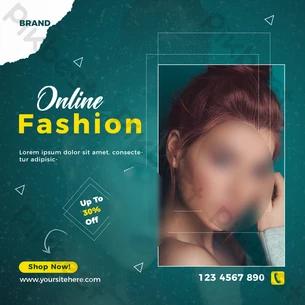 BRAND
Online
Fashion
Lorem ipsum dolor sit amet, consecte-
tur adipisic-
Up To
30%
Off
Shop Now!
www.yoursitehere.com
123 4567 890